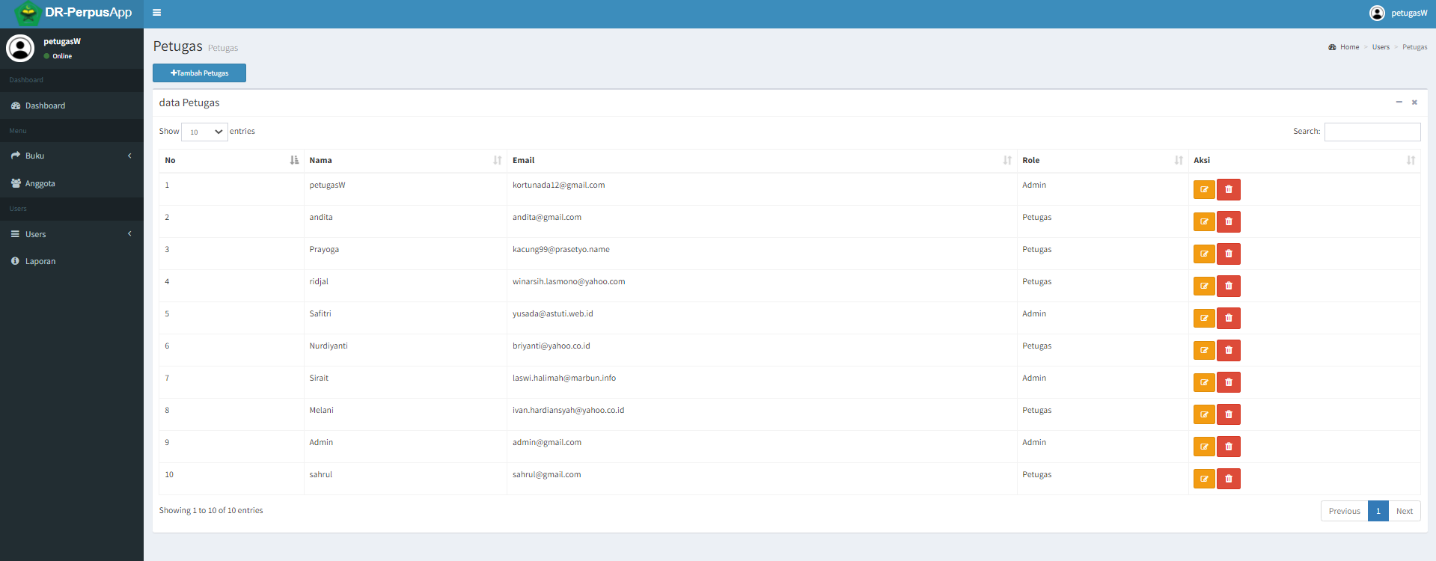 DR-PerpusApp
petugasW
petugasW
Online
Dashboard
Dashboard
Menu
Buku
Anggota
Users
Users
Laporan
Petugas Petugas
Home > Users > Petugas
+Tambah Petugas
data Petugas
Show 10 entries
Search:
No Nama Email Role Aksi
1 petugasW kortunada12@gmail.com Admin
2 andita andita@gmail.com Petugas
3 Prayoga kacung99@prasetyo.name Petugas
4 ridjal winarsih.lasmono@yahoo.com Petugas
5 Safitri yusada@astuti.web.id Admin
6 Nurdiyanti briyanti@yahoo.co.id Petugas
7 Sirait laswi.halimah@marbun.info Admin
8 Melani ivan.hardiansyah@yahoo.co.id Petugas
9 Admin admin@gmail.com Admin
10 sahrul sahrul@gmail.com Petugas
Showing 1 to 10 of 10 entries
Previous 1 Next